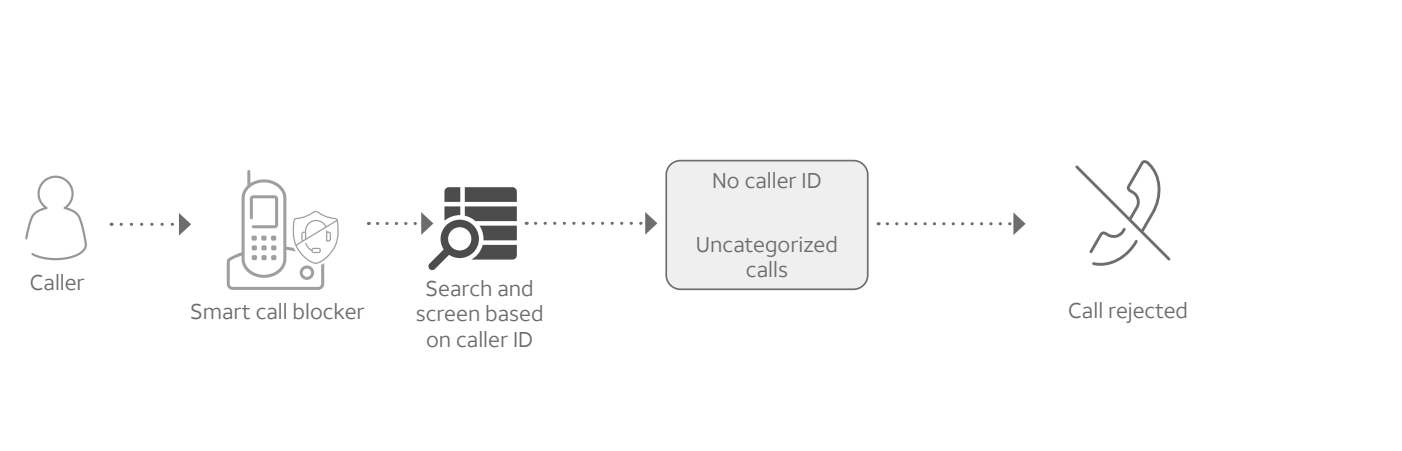 No caller ID
Uncategorized
calls
Caller
Smart call blocker
Search and
screen based
on caller ID
Call rejected